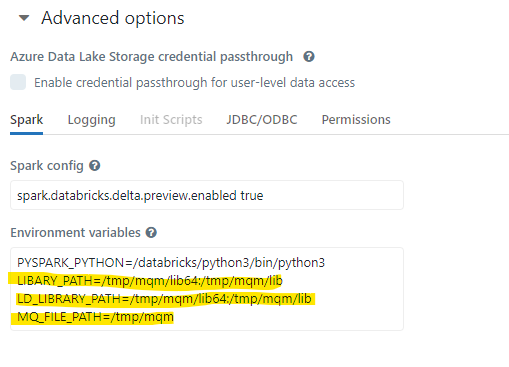 Advanced options
Azure Data Lake Storage credential passthrough
Enable credential passthrough for user-level data access
Spark Logging Init Scripts JDBC/ODBC Permissions
Spark config
spark.databricks.delta.preview.enabled true
Environment variables
PYSPARK_PYTHON=/databricks/python3/bin/python3
LIBARY_PATH=/tmp/mqm/lib64:/tmp/mqm/lib
LD_LIBRARY_PATH=/tmp/mqm/lib64:/tmp/mqm/lib
MQ_FILE_PATH=/tmp/mqm